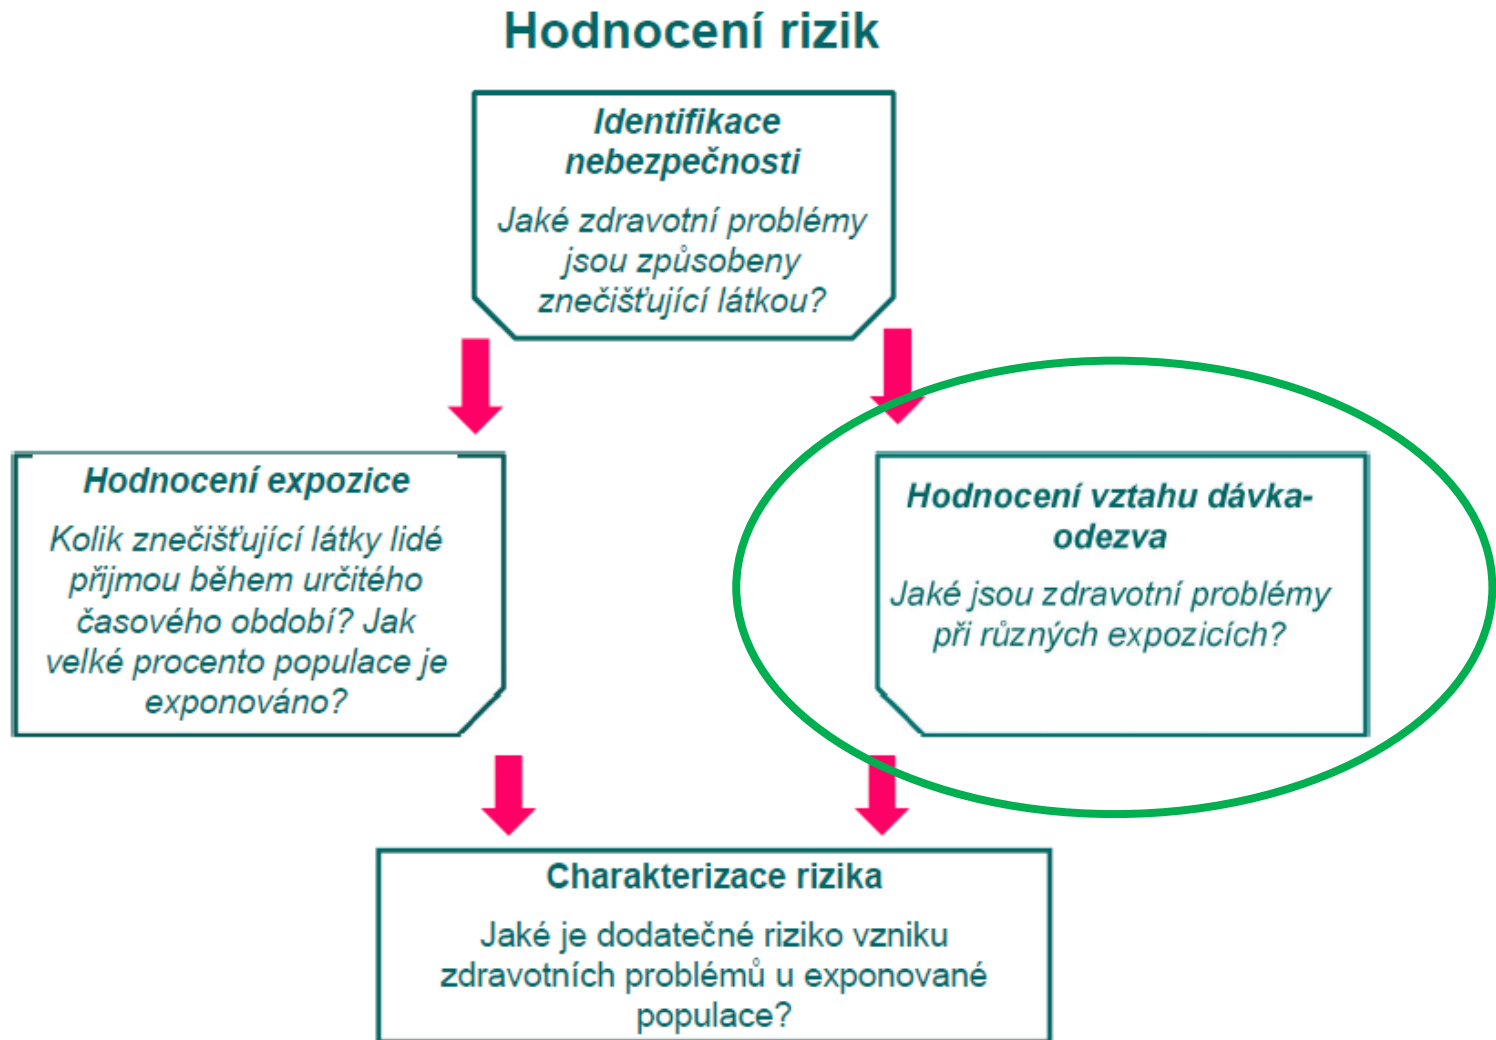 Hodnocení rizik
Identifikace
nebezpečnosti
Jaké zdravotní problémy
jsou způsobeny
znečišťující látkou?
Hodnocení expozice
Kolik znečišťující látky lidé
přijmou během určitého
časového období? Jak
velké procento populace je
exponováno?
Hodnocení vztahu dávka-
odezva
Jaké jsou zdravotní problémy
při různých expozicích?
Charakterizace rizika
Jaké je dodatečné riziko vzniku
zdravotních problémů u exponované
populace?